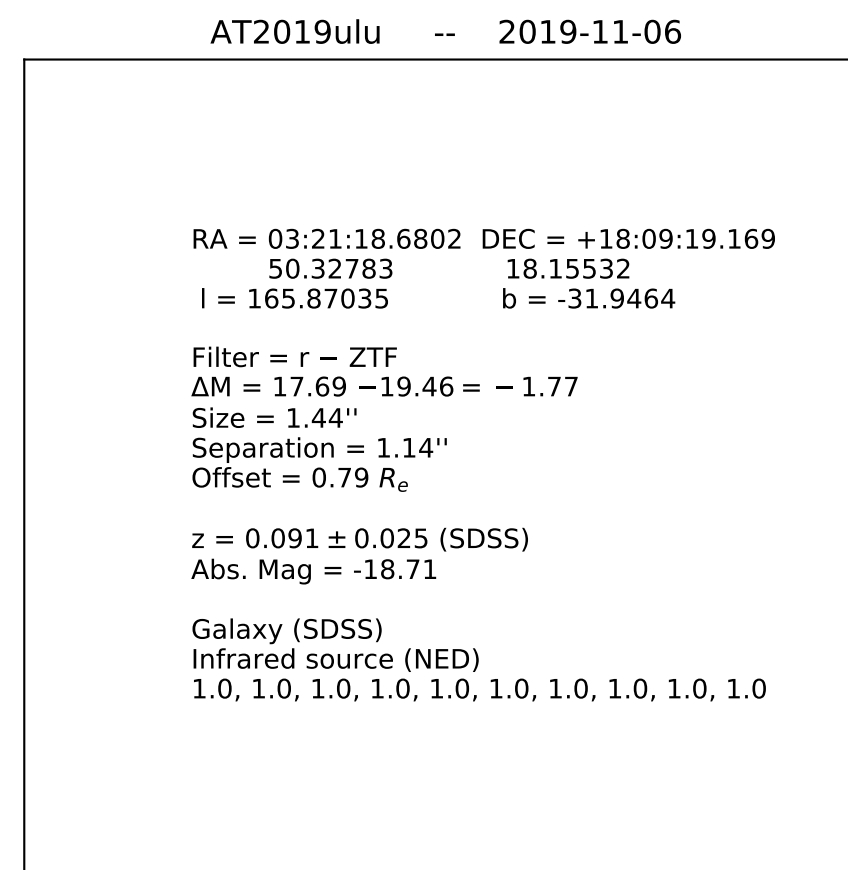 AT2019ulu -- 2019-11-06
RA = 03:21:18.6802 DEC = +18:09:19.169
50.32783 18.15532
l = 165.87035 b = -31.9464
Filter = r − ZTF
ΔM = 17.69 −19.46 = − 1.77
Size = 1.44''
Separation = 1.14''
Offset = 0.79 Rₑ
z = 0.091 ± 0.025 (SDSS)
Abs. Mag = -18.71
Galaxy (SDSS)
Infrared source (NED)
1.0, 1.0, 1.0, 1.0, 1.0, 1.0, 1.0, 1.0, 1.0, 1.0